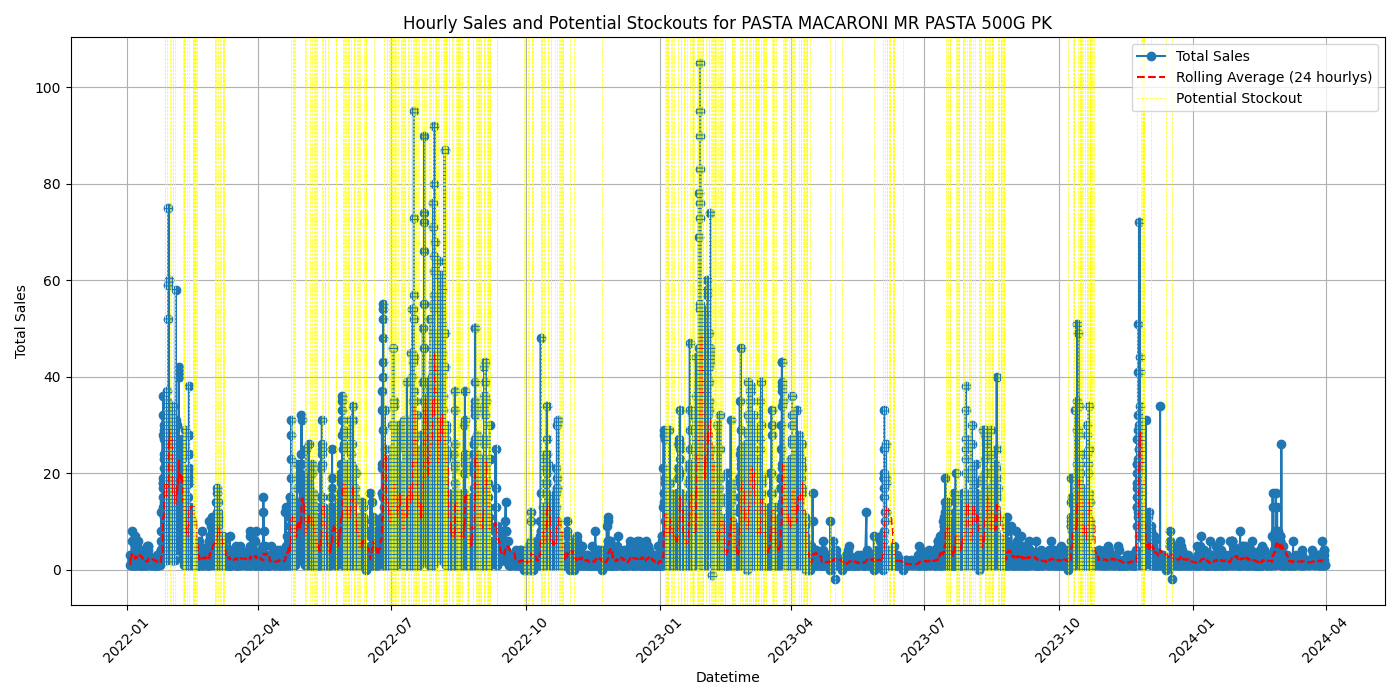 Hourly Sales and Potential Stockouts for PASTA MACARONI MR PASTA 500G PK
Total Sales
Rolling Average (24 hourlys)
Potential Stockout
Total Sales
100
80
60
40
20
0
2022-01
2022-04
2022-07
2022-10
2023-01
2023-04
2023-07
2023-10
2024-01
2024-04
Datetime